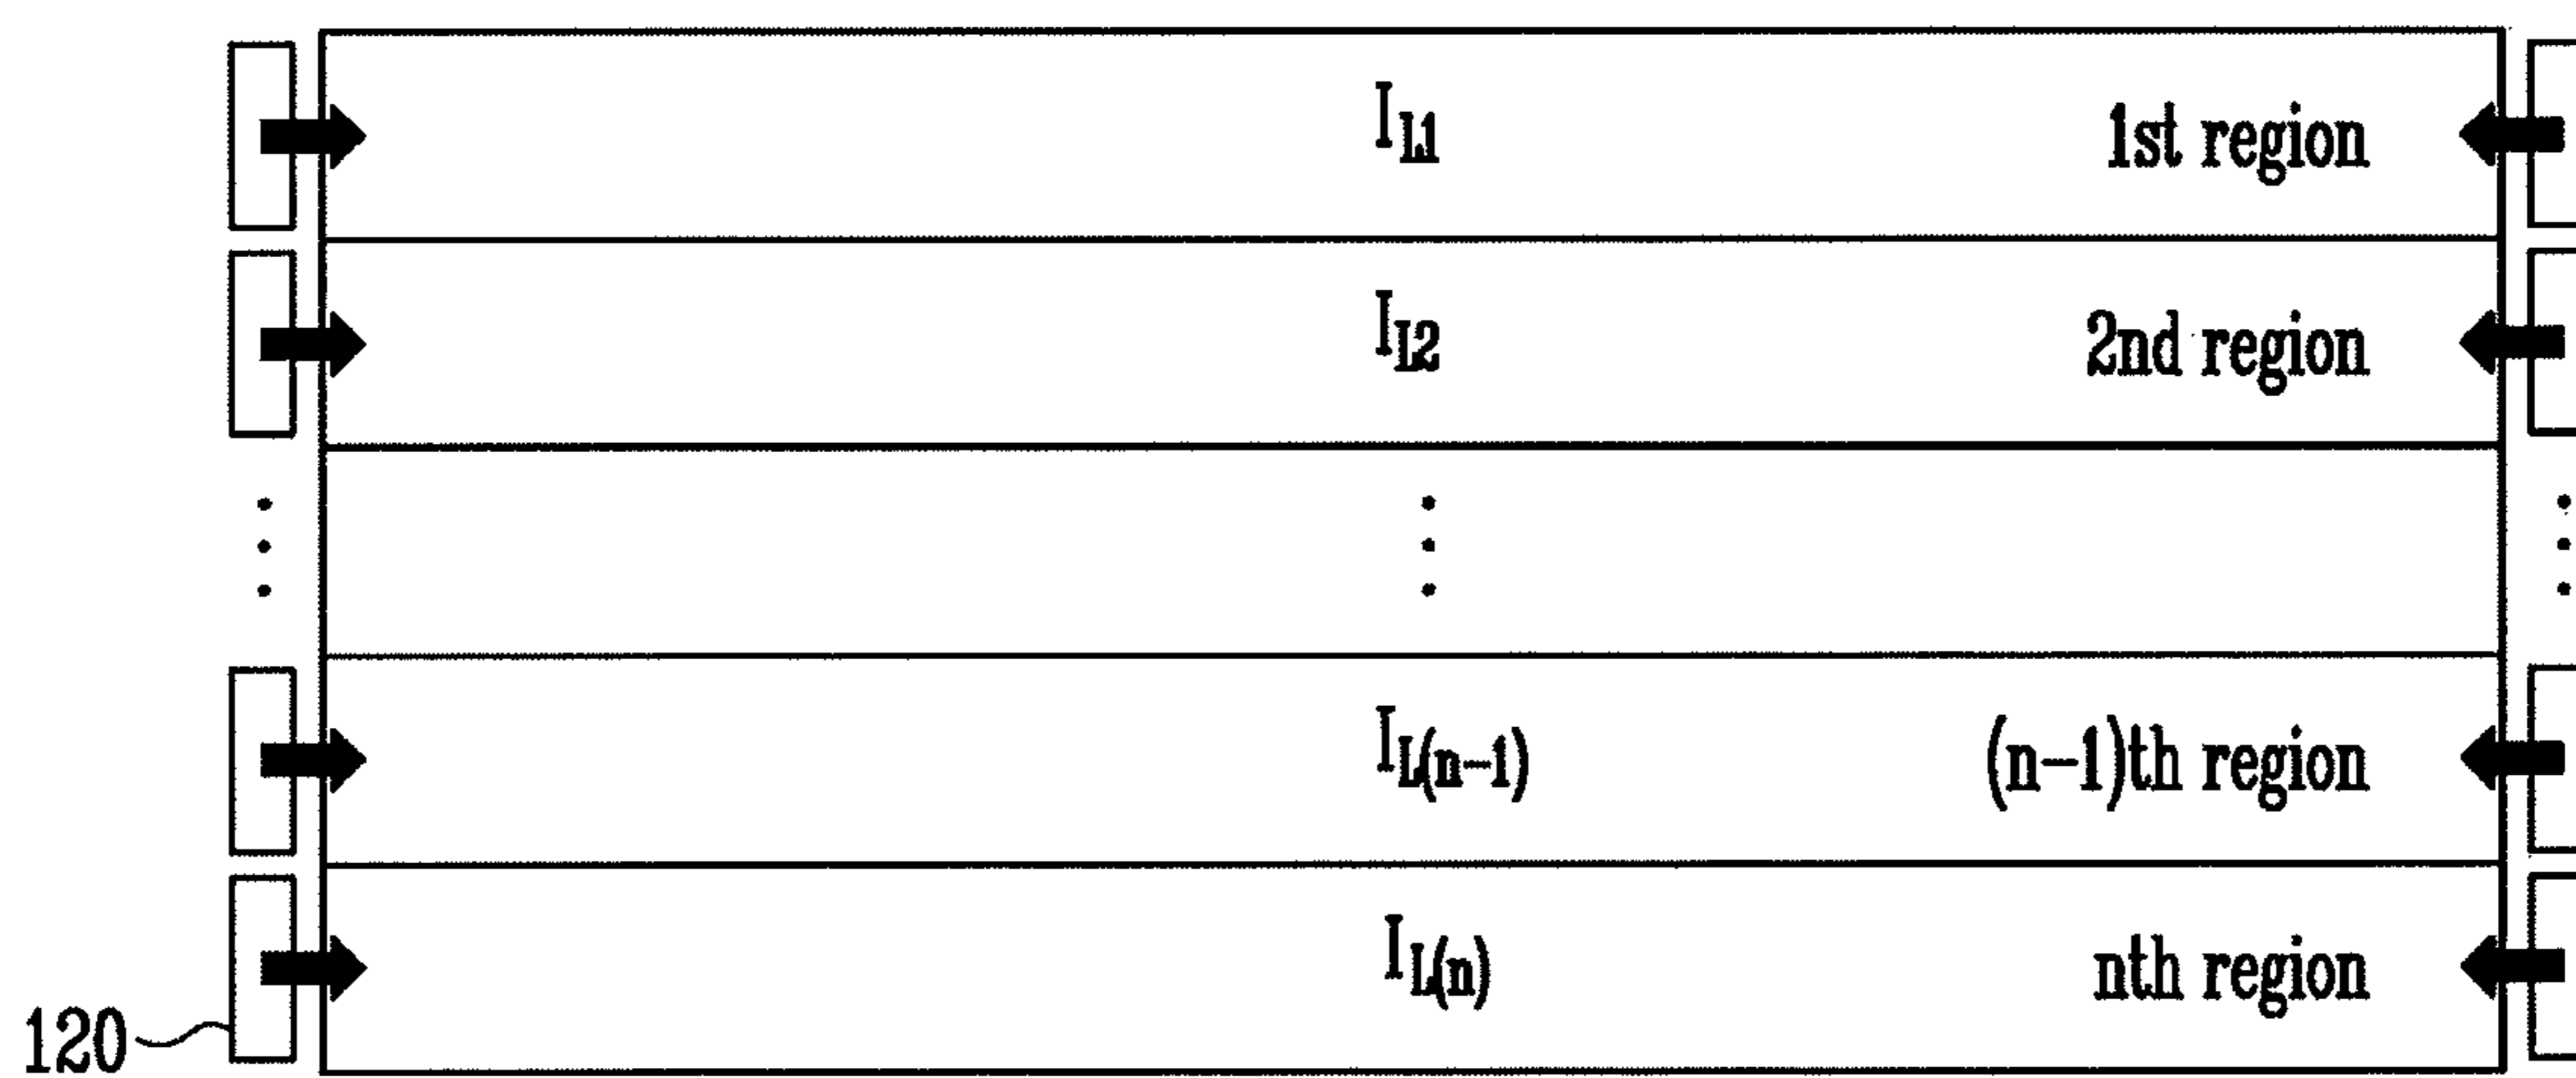 I_L1 1st region
I_L2 2nd region
I_L(n-1) (n-1)th region
I_L(n) nth region
120